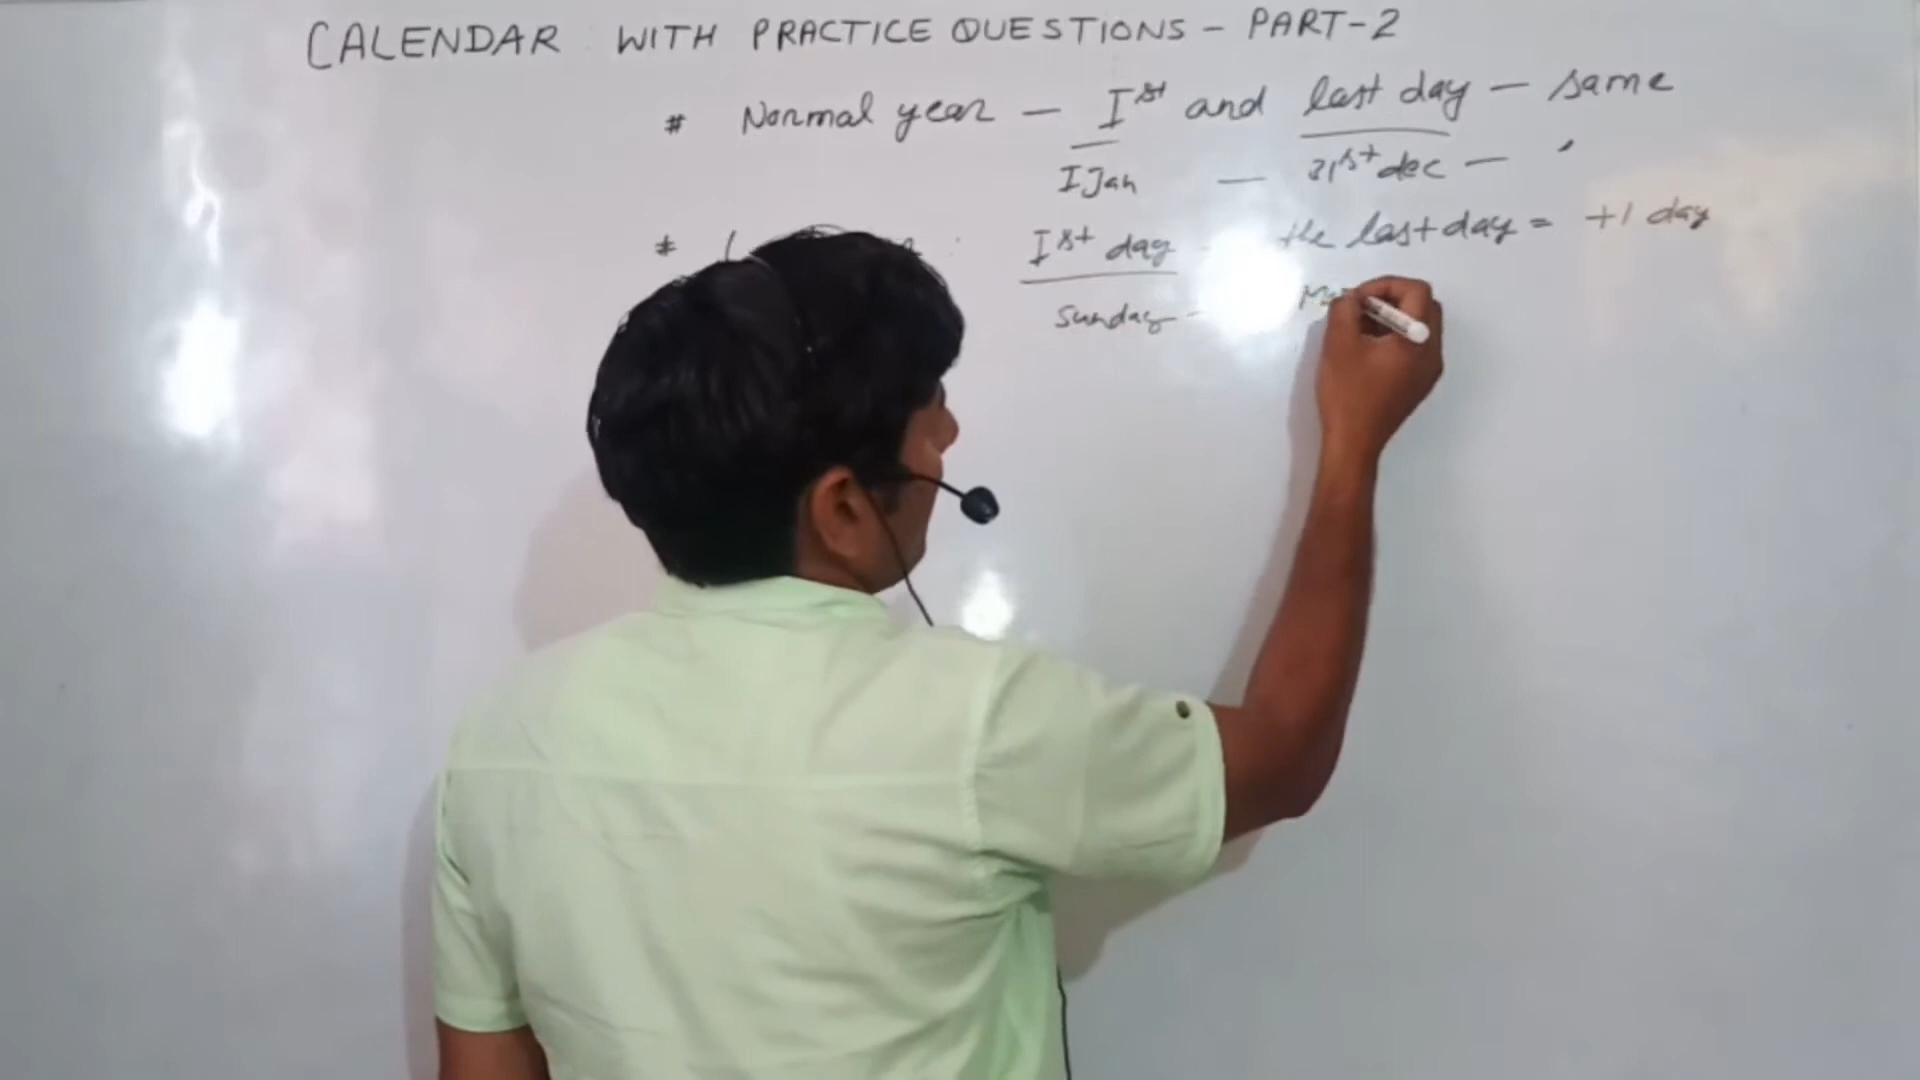 CALENDAR WITH PRACTICE QUESTIONS - PART-2
# Normal year — Ist and last day — same
IJan — 31st dec —
# Ist day the last day = +1 day
Sunday -